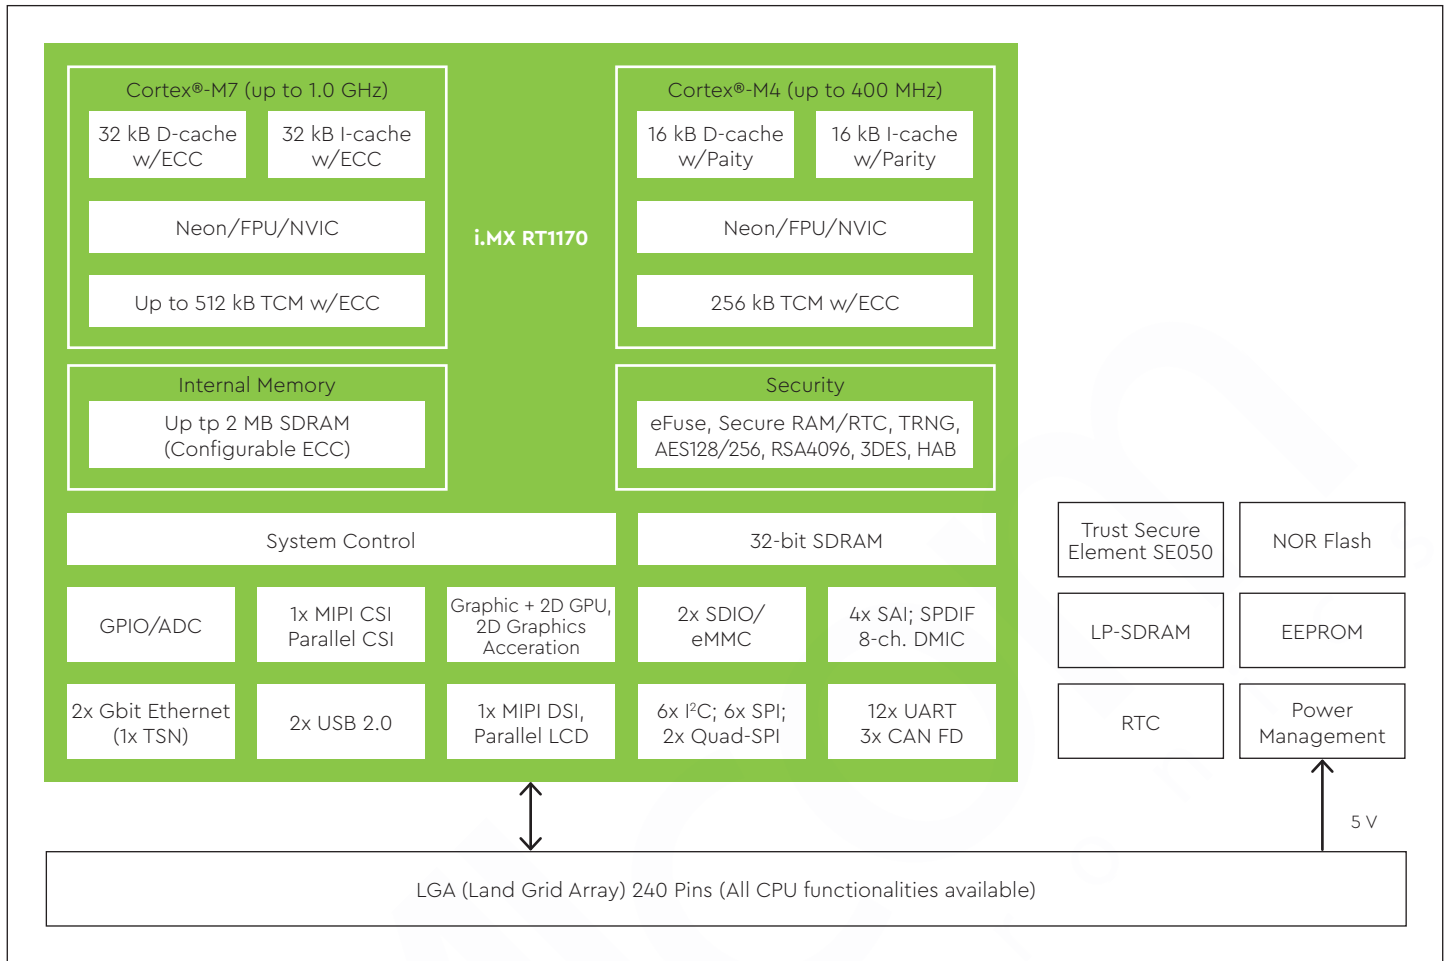 Cortex®-M7 (up to 1.0 GHz)
32 kB D-cache
w/ECC
32 kB I-cache
w/ECC
Neon/FPU/NVIC
Up to 512 kB TCM w/ECC
i.MX RT1170
Cortex®-M4 (up to 400 MHz)
16 kB D-cache
w/Paity
16 kB I-cache
w/Parity
Neon/FPU/NVIC
256 kB TCM w/ECC
Internal Memory
Up tp 2 MB SDRAM
(Configurable ECC)
Security
eFuse, Secure RAM/RTC, TRNG,
AES128/256, RSA4096, 3DES, HAB
System Control
32-bit SDRAM
GPIO/ADC
1x MIPI CSI
Parallel CSI
Graphic + 2D GPU,
2D Graphics
Acceration
2x SDIO/
eMMC
4x SAI; SPDIF
8-ch. DMIC
2x Gbit Ethernet
(1x TSN)
2x USB 2.0
1x MIPI DSI,
Parallel LCD
6x I²C; 6x SPI;
2x Quad-SPI
12x UART
3x CAN FD
Trust Secure
Element SE050
NOR Flash
LP-SDRAM
EEPROM
RTC
Power
Management
5 V
LGA (Land Grid Array) 240 Pins (All CPU functionalities available)